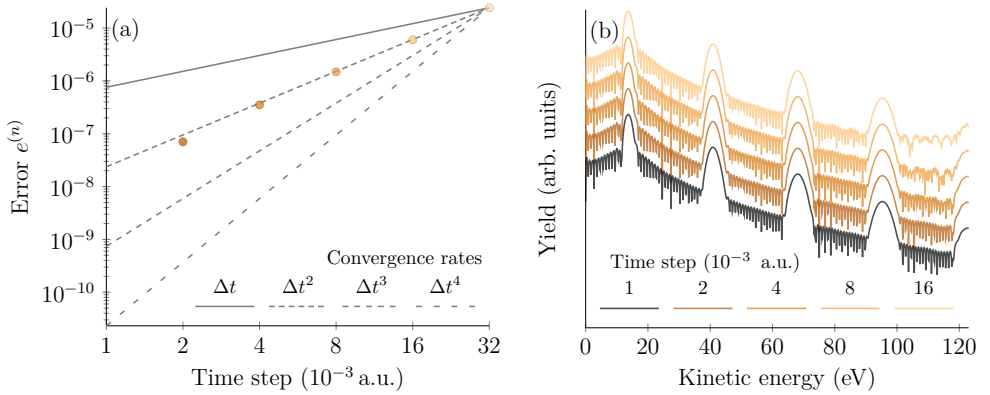 (a)
Error e^(n)
10^-5
10^-6
10^-7
10^-8
10^-9
10^-10
Convergence rates
Δt Δt^2 Δt^3 Δt^4
1 2 4 8 16 32
Time step (10^-3 a.u.)
(b)
Yield (arb. units)
Time step (10^-3 a.u.)
1 2 4 8 16
0 20 40 60 80 100 120
Kinetic energy (eV)